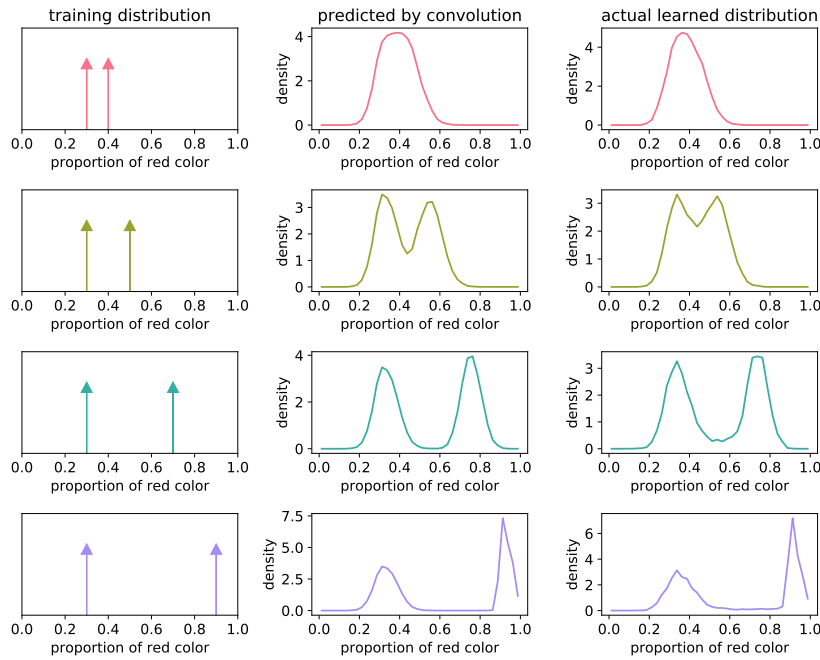 training distribution
predicted by convolution
actual learned distribution
0.0 0.2 0.4 0.6 0.8 1.0
proportion of red color
density
4
2
0
0.0 0.2 0.4 0.6 0.8 1.0
proportion of red color
density
4
2
0
0.0 0.2 0.4 0.6 0.8 1.0
proportion of red color
0.0 0.2 0.4 0.6 0.8 1.0
proportion of red color
density
3
2
1
0
0.0 0.2 0.4 0.6 0.8 1.0
proportion of red color
density
3
2
1
0
0.0 0.2 0.4 0.6 0.8 1.0
proportion of red color
0.0 0.2 0.4 0.6 0.8 1.0
proportion of red color
density
4
2
0
0.0 0.2 0.4 0.6 0.8 1.0
proportion of red color
density
3
2
1
0
0.0 0.2 0.4 0.6 0.8 1.0
proportion of red color
0.0 0.2 0.4 0.6 0.8 1.0
proportion of red color
density
7.5
5.0
2.5
0.0
0.0 0.2 0.4 0.6 0.8 1.0
proportion of red color
density
6
4
2
0
0.0 0.2 0.4 0.6 0.8 1.0
proportion of red color